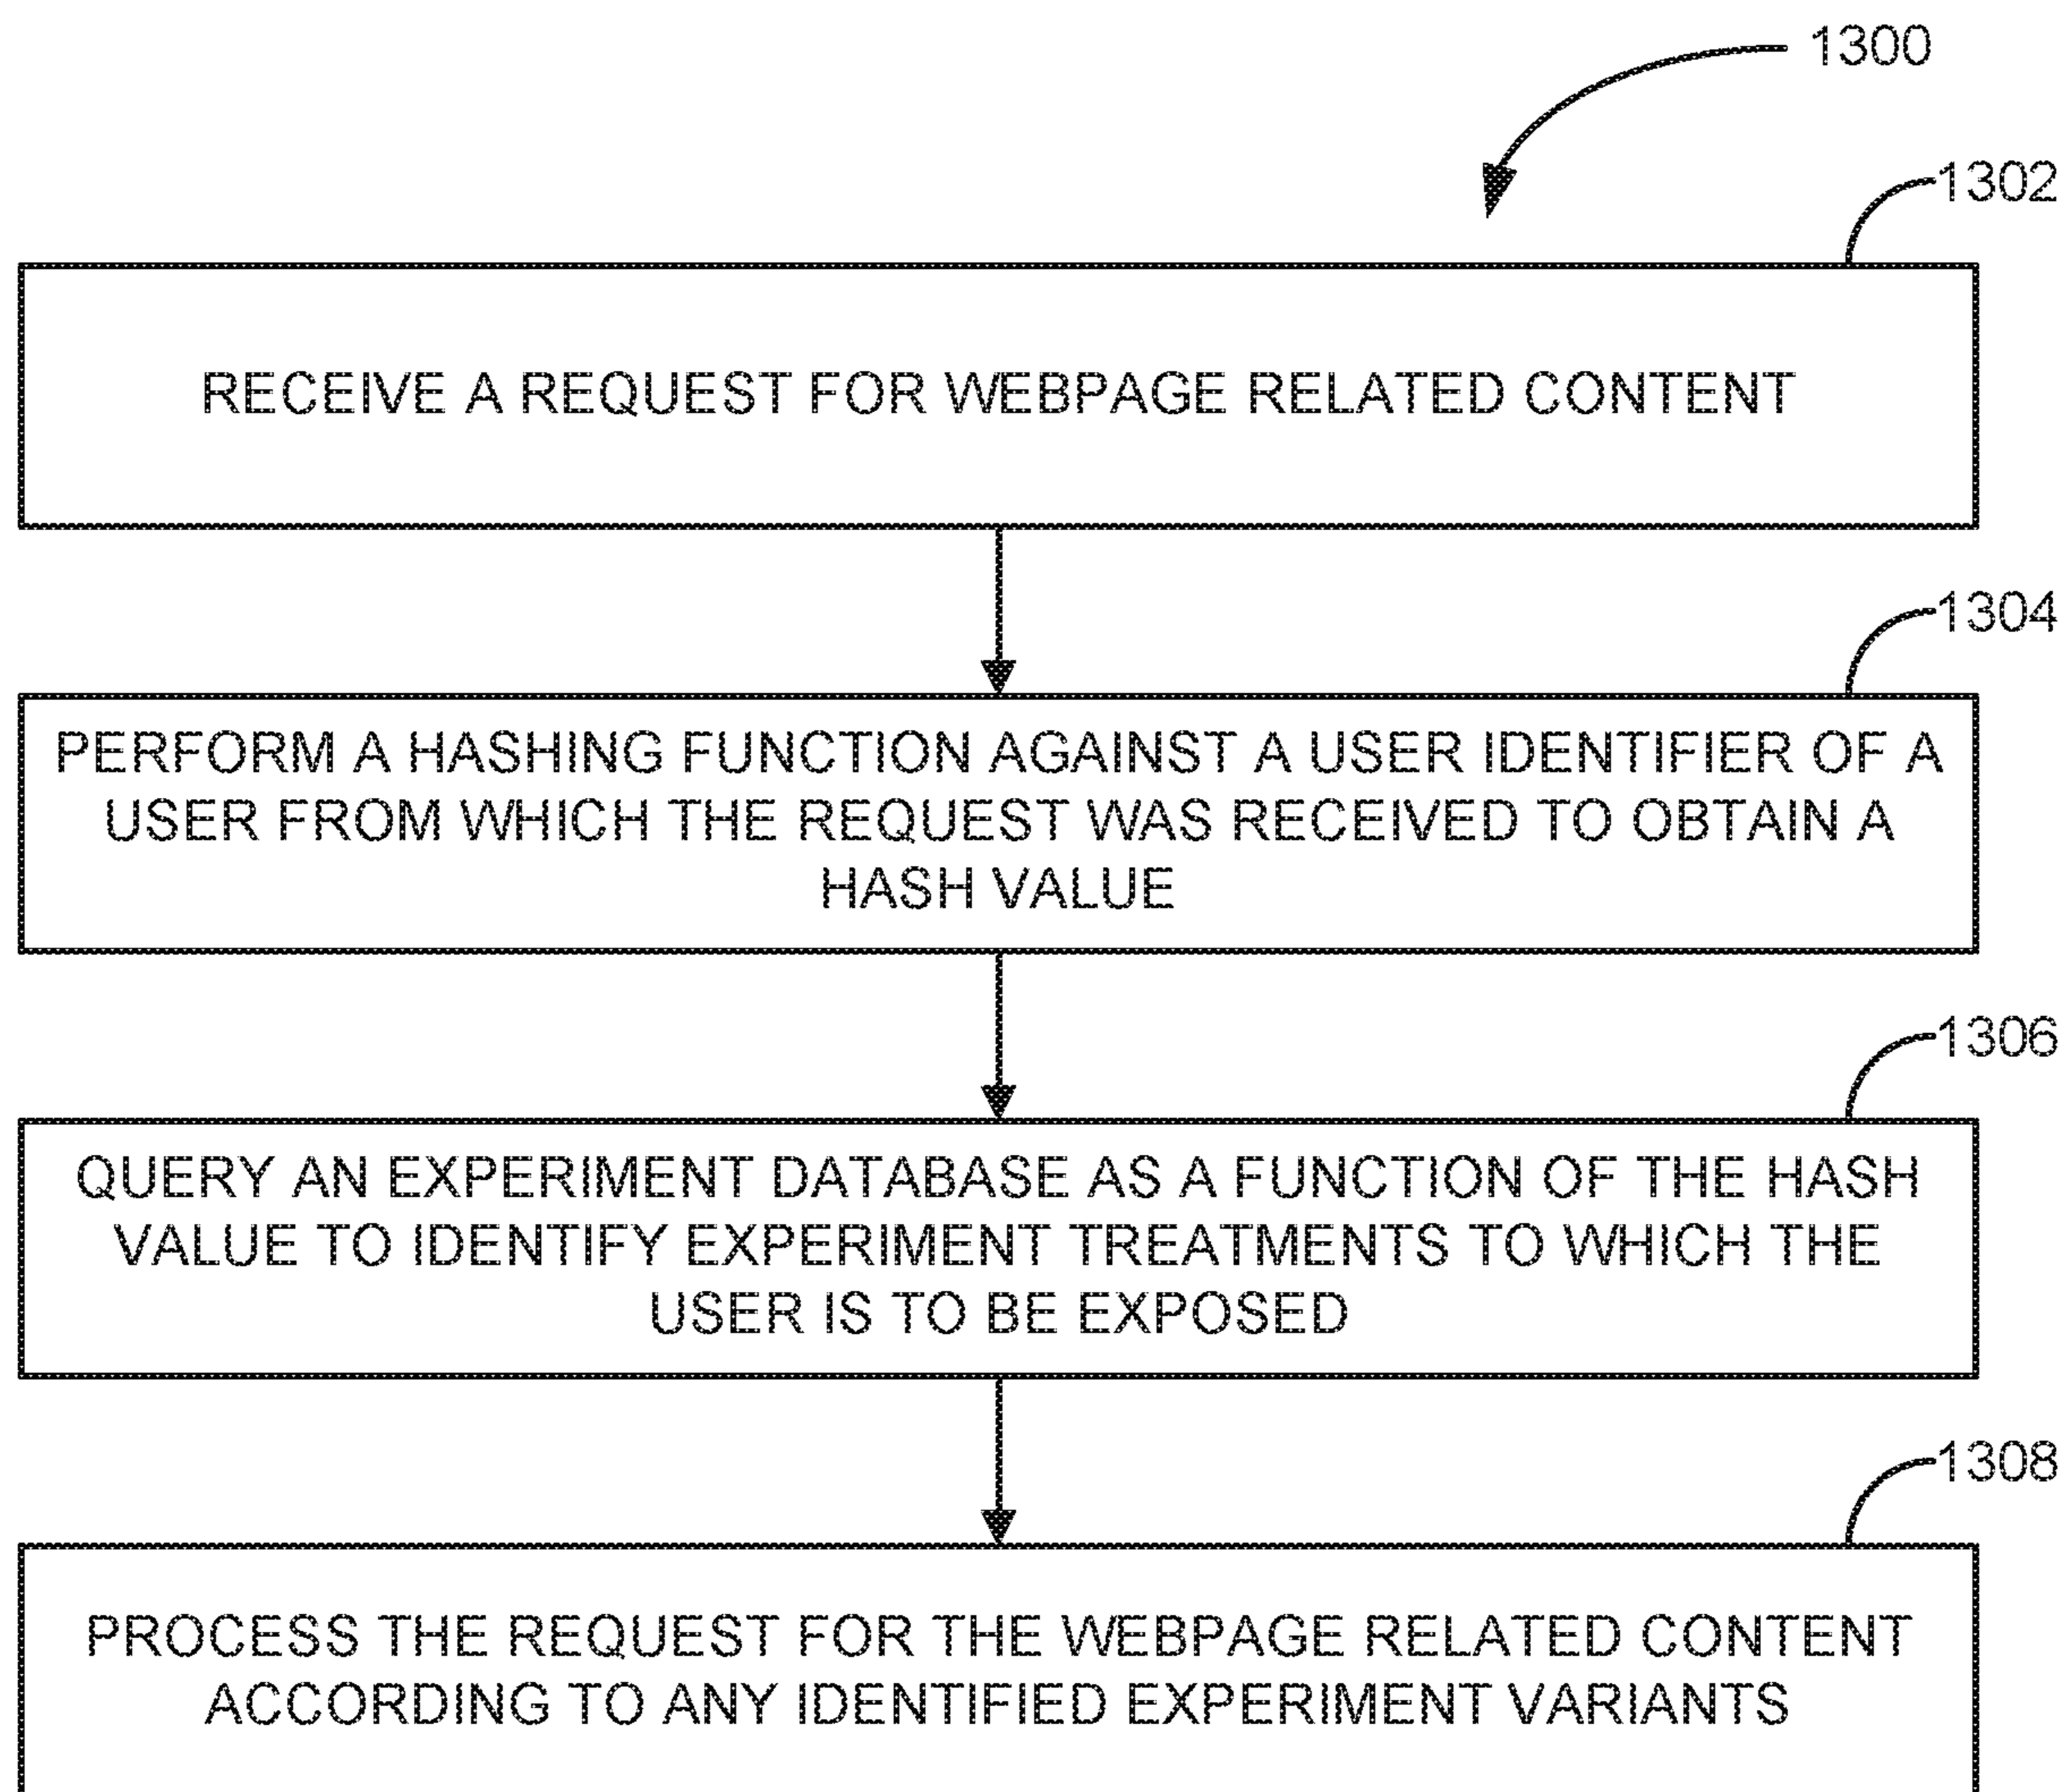 1300
1302
RECEIVE A REQUEST FOR WEBPAGE RELATED CONTENT
1304
PERFORM A HASHING FUNCTION AGAINST A USER IDENTIFIER OF A
USER FROM WHICH THE REQUEST WAS RECEIVED TO OBTAIN A
HASH VALUE
1306
QUERY AN EXPERIMENT DATABASE AS A FUNCTION OF THE HASH
VALUE TO IDENTIFY EXPERIMENT TREATMENTS TO WHICH THE
USER IS TO BE EXPOSED
1308
PROCESS THE REQUEST FOR THE WEBPAGE RELATED CONTENT
ACCORDING TO ANY IDENTIFIED EXPERIMENT VARIANTS